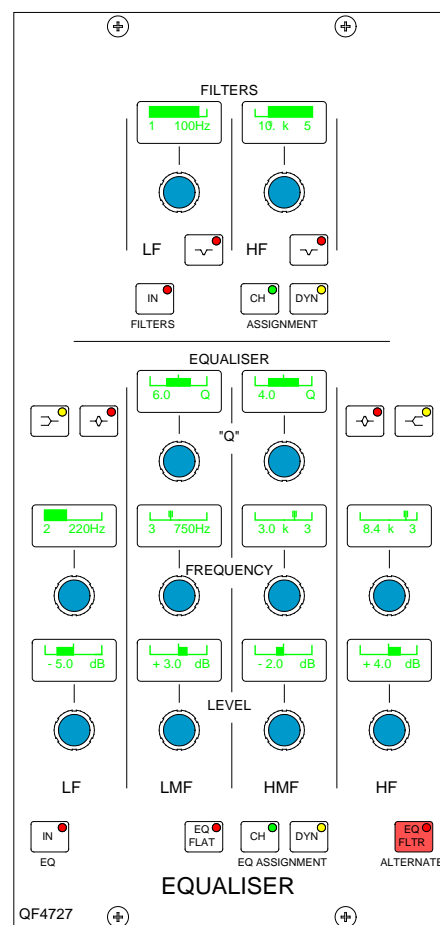 FILTERS
1 100Hz
10. k 5
LF
HF
IN
CH
DYN
FILTERS
ASSIGNMENT
EQUALISER
6.0 Q
4.0 Q
"Q"
2 220Hz
3 750Hz
3.0 k 3
8.4 k 3
FREQUENCY
- 5.0 dB
+ 3.0 dB
- 2.0 dB
+ 4.0 dB
LEVEL
LF
LMF
HMF
HF
IN
EQ
FLAT
CH
DYN
EQ
FLTR
EQ
EQ ASSIGNMENT
ALTERNATE
EQUALISER
QF4727